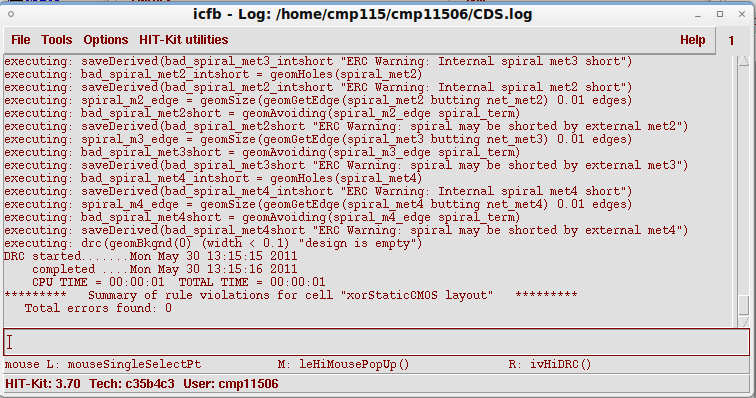 icfb - Log: /home/cmp115/cmp11506/CDS.log
File Tools Options HIT-Kit utilities Help 1
executing: saveDerived(bad_spiral_met3_intshort "ERC Warning: Internal spiral met3 short")
executing: bad_spiral_met2_intshort = geomHoles(spiral_met2)
executing: saveDerived(bad_spiral_met2_intshort "ERC Warning: Internal spiral met2 short")
executing: spiral_m2_edge = geomSize(geomGetEdge(spiral_met2 butting net_met2) 0.01 edges)
executing: bad_spiral_met2short = geomAvoiding(spiral_m2_edge spiral_term)
executing: saveDerived(bad_spiral_met2short "ERC Warning: spiral may be shorted by external met2")
executing: spiral_m3_edge = geomSize(geomGetEdge(spiral_met3 butting net_met3) 0.01 edges)
executing: bad_spiral_met3short = geomAvoiding(spiral_m3_edge spiral_term)
executing: saveDerived(bad_spiral_met3short "ERC Warning: spiral may be shorted by external met3")
executing: bad_spiral_met4_intshort = geomHoles(spiral_met4)
executing: saveDerived(bad_spiral_met4_intshort "ERC Warning: Internal spiral met4 short")
executing: spiral_m4_edge = geomSize(geomGetEdge(spiral_met4 butting net_met4) 0.01 edges)
executing: bad_spiral_met4short = geomAvoiding(spiral_m4_edge spiral_term)
executing: saveDerived(bad_spiral_met4short "ERC Warning: spiral may be shorted by external met4")
executing: drc(geomBkgnd(0) (width < 0.1) "design is empty")
DRC started.......Mon May 30 13:15:15 2011
completed ....Mon May 30 13:15:16 2011
CPU TIME = 00:00:01 TOTAL TIME = 00:00:01
********* Summary of rule violations for cell "xorStaticCMOS layout" *********
Total errors found: 0
mouse L: mouseSingleSelectPt M: leHiMousePopUp() R: ivHiDRC()
HIT-Kit: 3.70 Tech: c35b4c3 User: cmp11506